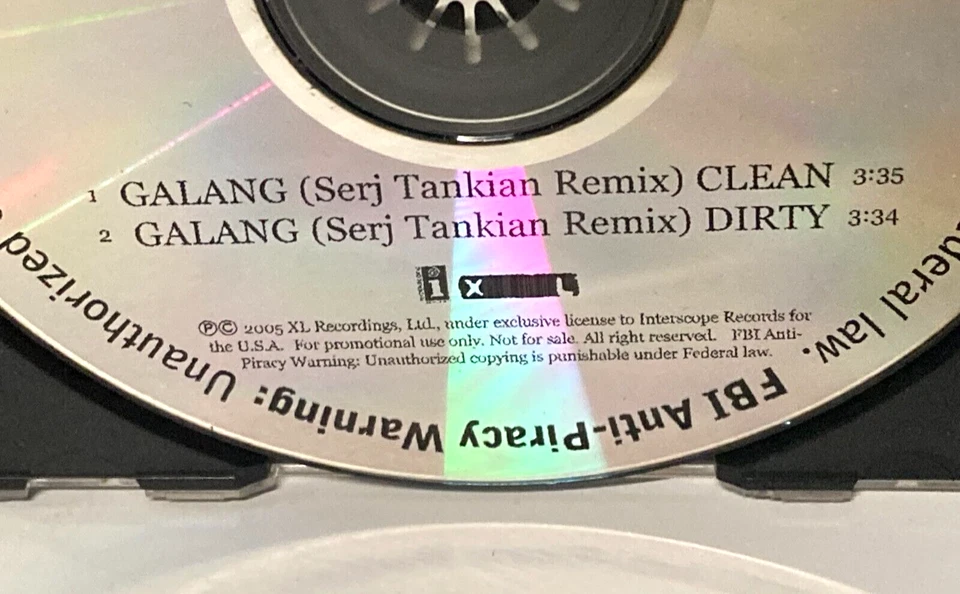 1 GALANG (Serj Tankian Remix) CLEAN 3:35
2 GALANG (Serj Tankian Remix) DIRTY 3:34
i X L
℗© 2005 XL Recordings, Ltd., under exclusive license to Interscope Records for
the U.S.A. For promotional use only. Not for sale. All right reserved. FBI Anti-
Piracy Warning: Unauthorized copying is punishable under Federal law.
FBI Anti-Piracy Warning: Unauthorized
deral law.